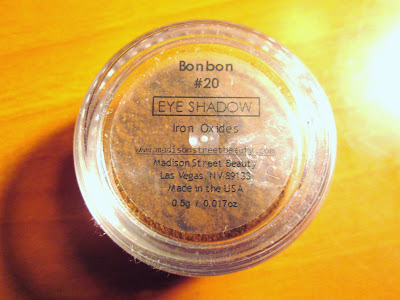 Bonbon
#20
EYE SHADOW
Iron Oxides
www.madisonstreetbeauty.com
Madison Street Beauty
Las Vegas, NV 89133
Made in the USA
0.5g / 0.017oz